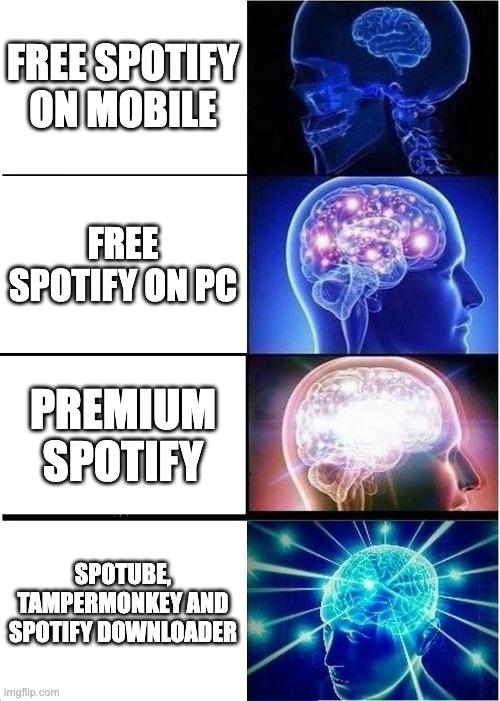 FREE SPOTIFY
ON MOBILE
FREE
SPOTIFY ON PC
PREMIUM
SPOTIFY
SPOTUBE,
TAMPERMONKEY AND
SPOTIFY DOWNLOADER
imgflip.com